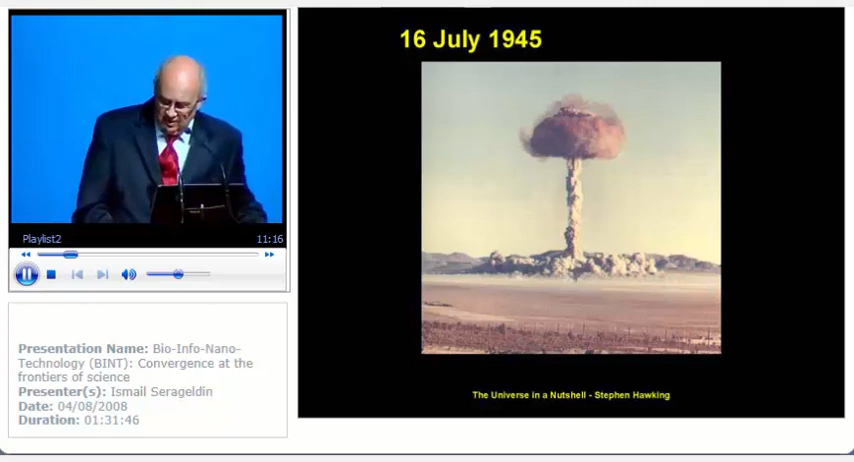 16 July 1945
Playlist2
11:16
Presentation Name: Bio-Info-Nano-
Technology (BINT): Convergence at the
frontiers of science
Presenter(s): Ismail Serageldin
Date: 04/08/2008
Duration: 01:31:46
The Universe in a Nutshell - Stephen Hawking